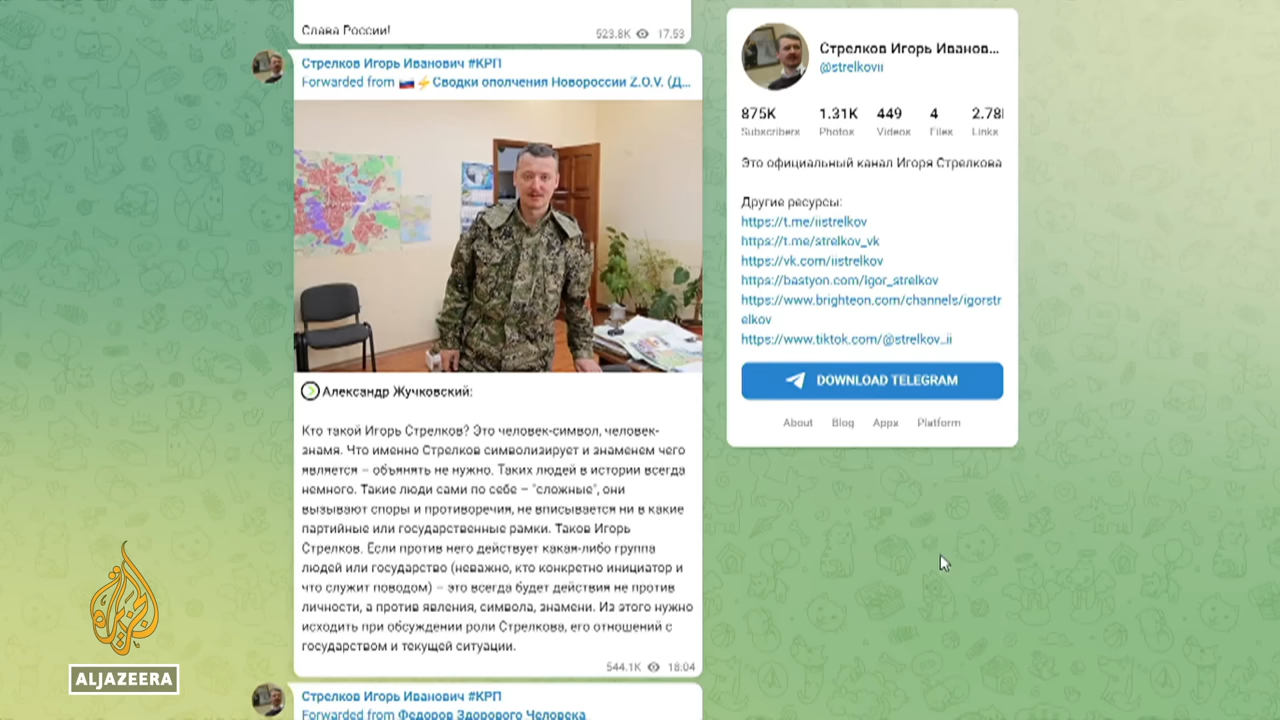 Слава России!
523.8K 17:53
Стрелков Игорь Иванович #КРП
Forwarded from 🇷🇺⚡Сводки ополчения Новороссии Z.O.V. (Д...
Александр Жучковский:
Кто такой Игорь Стрелков? Это человек-символ, человек-
знамя. Что именно Стрелков символизирует и знаменем чего
является – объянять не нужно. Таких людей в истории всегда
немного. Такие люди сами по себе – "сложные", они
вызывают споры и противоречия, не вписывается ни в какие
партийные или государственные рамки. Таков Игорь
Стрелков. Если против него действует какая-либо группа
людей или государство (неважно, кто конкретно инициатор и
что служит поводом) – это всегда будет действия не против
личности, а против явления, символа, знамени. Из этого нужно
исходить при обсуждении роли Стрелкова, его отношений с
государством и текущей ситуации.
544.1K 18:04
Стрелков Игорь Иванович #КРП
Forwarded from Федоров Здорового Человека
Стрелков Игорь Иванов...
@strelkovii
875K 1.31K 449 4 2.78
Subscribers Photos Videos Files Links
Это официальный канал Игоря Стрелкова
Другие ресурсы:
https://t.me/iistrelkov
https://t.me/strelkov_vk
https://vk.com/iistrelkov
https://bastyon.com/igor_strelkov
https://www.brighteon.com/channels/igorstr
elkov
https://www.tiktok.com/@strelkov_ii
DOWNLOAD TELEGRAM
About Blog Apps Platform
الجزيرة
ALJAZEERA